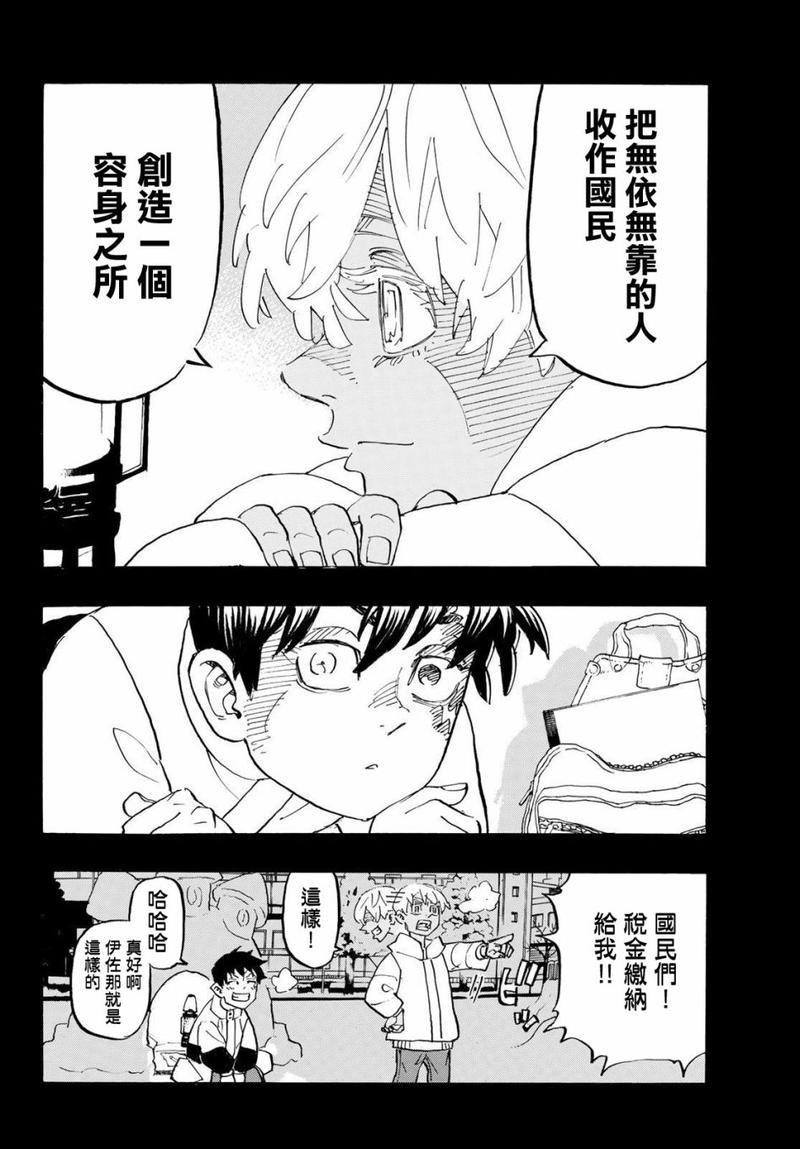 把無依無靠的人
收作國民
創造一個
容身之所
國民們！
稅金繳納
給我!!
這樣！
哈哈哈
真好啊
伊佐那就是
這樣的